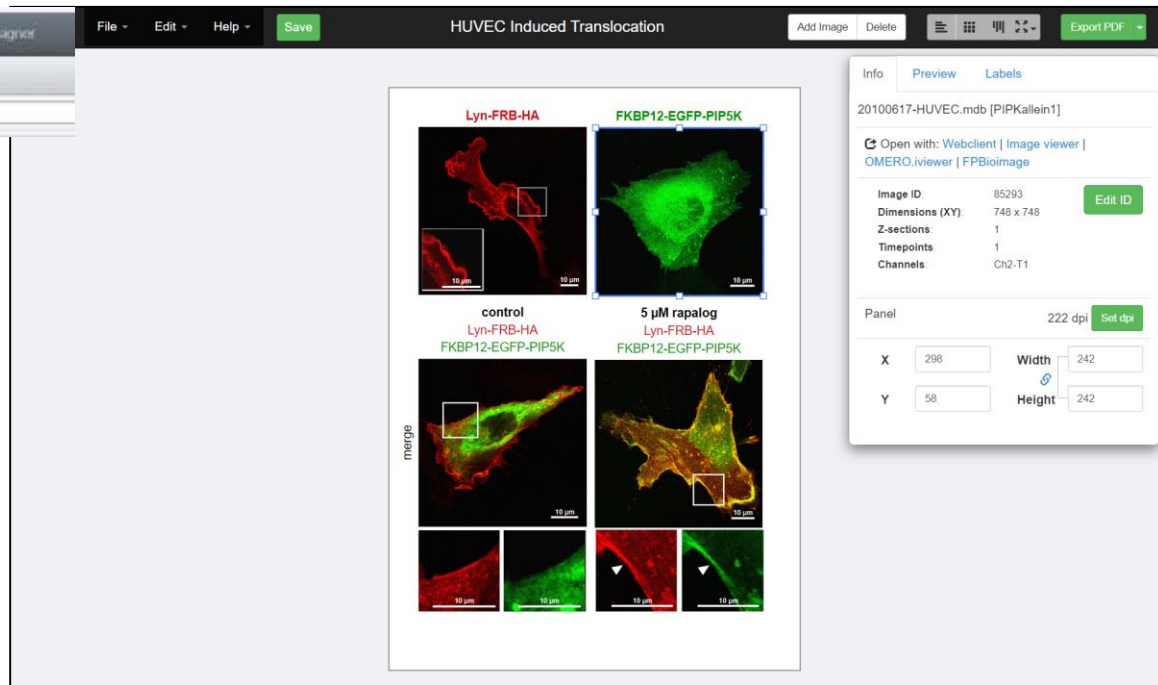 File Edit Help Save HUVEC Induced Translocation Add Image Delete Export PDF
Info Preview Labels
20100617-HUVEC.mdb [PIPKallein1]
Open with: Webclient | Image viewer |
OMERO.iviewer | FPBioimage
Image ID: 85293 Edit ID
Dimensions (XY): 748 x 748
Z-sections: 1
Timepoints: 1
Channels: Ch2-T1
Panel 222 dpi Set dpi
X 298 Width 242
Y 58 Height 242
Lyn-FRB-HA FKBP12-EGFP-PIP5K
10 µm 10 µm 10 µm
control 5 µM rapalog
Lyn-FRB-HA Lyn-FRB-HA
FKBP12-EGFP-PIP5K FKBP12-EGFP-PIP5K
merge
10 µm 10 µm
10 µm 10 µm 10 µm 10 µm